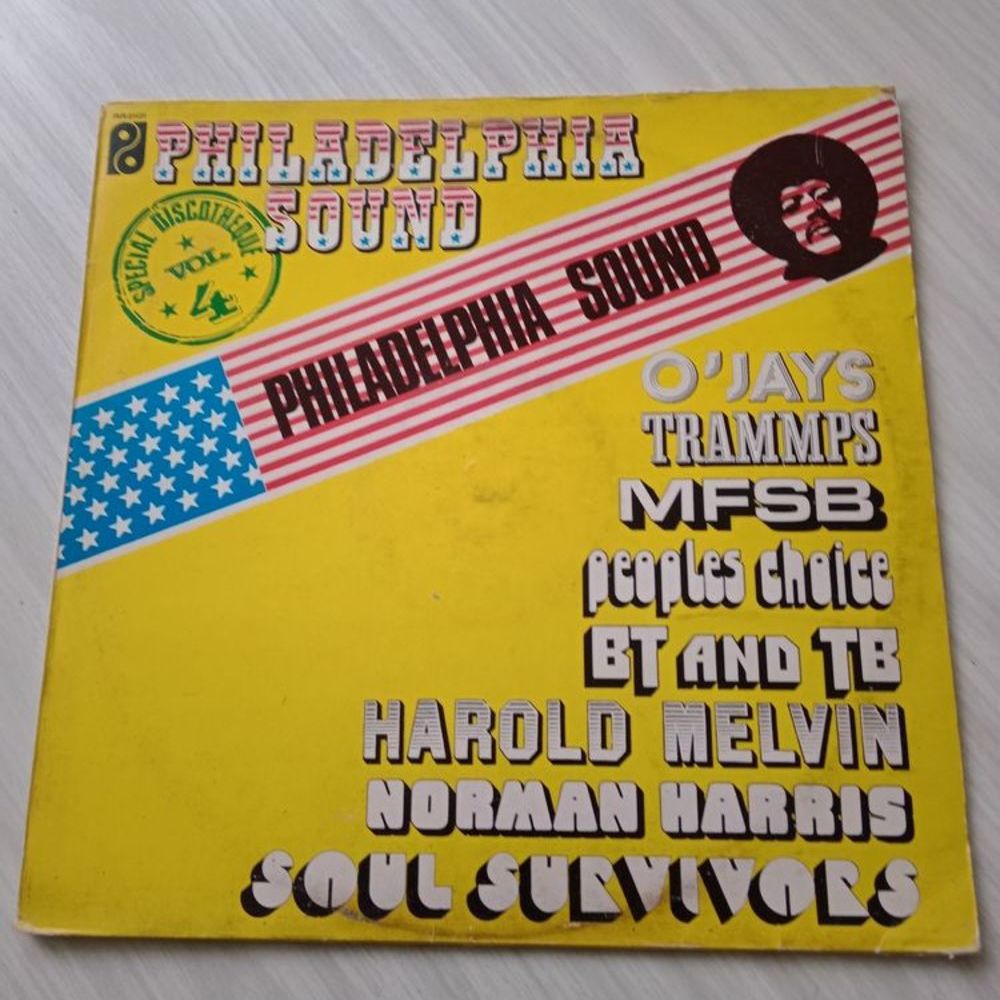 PHILADELPHIA
SOUND
SPECIAL DISCOTHEQUE
VOL.
4
PHILADELPHIA SOUND
O'JAYS
TRAMMPS
MFSB
peoples choice
BT AND TB
HAROLD MELVIN
NORMAN HARRIS
SOUL SURVIVORS